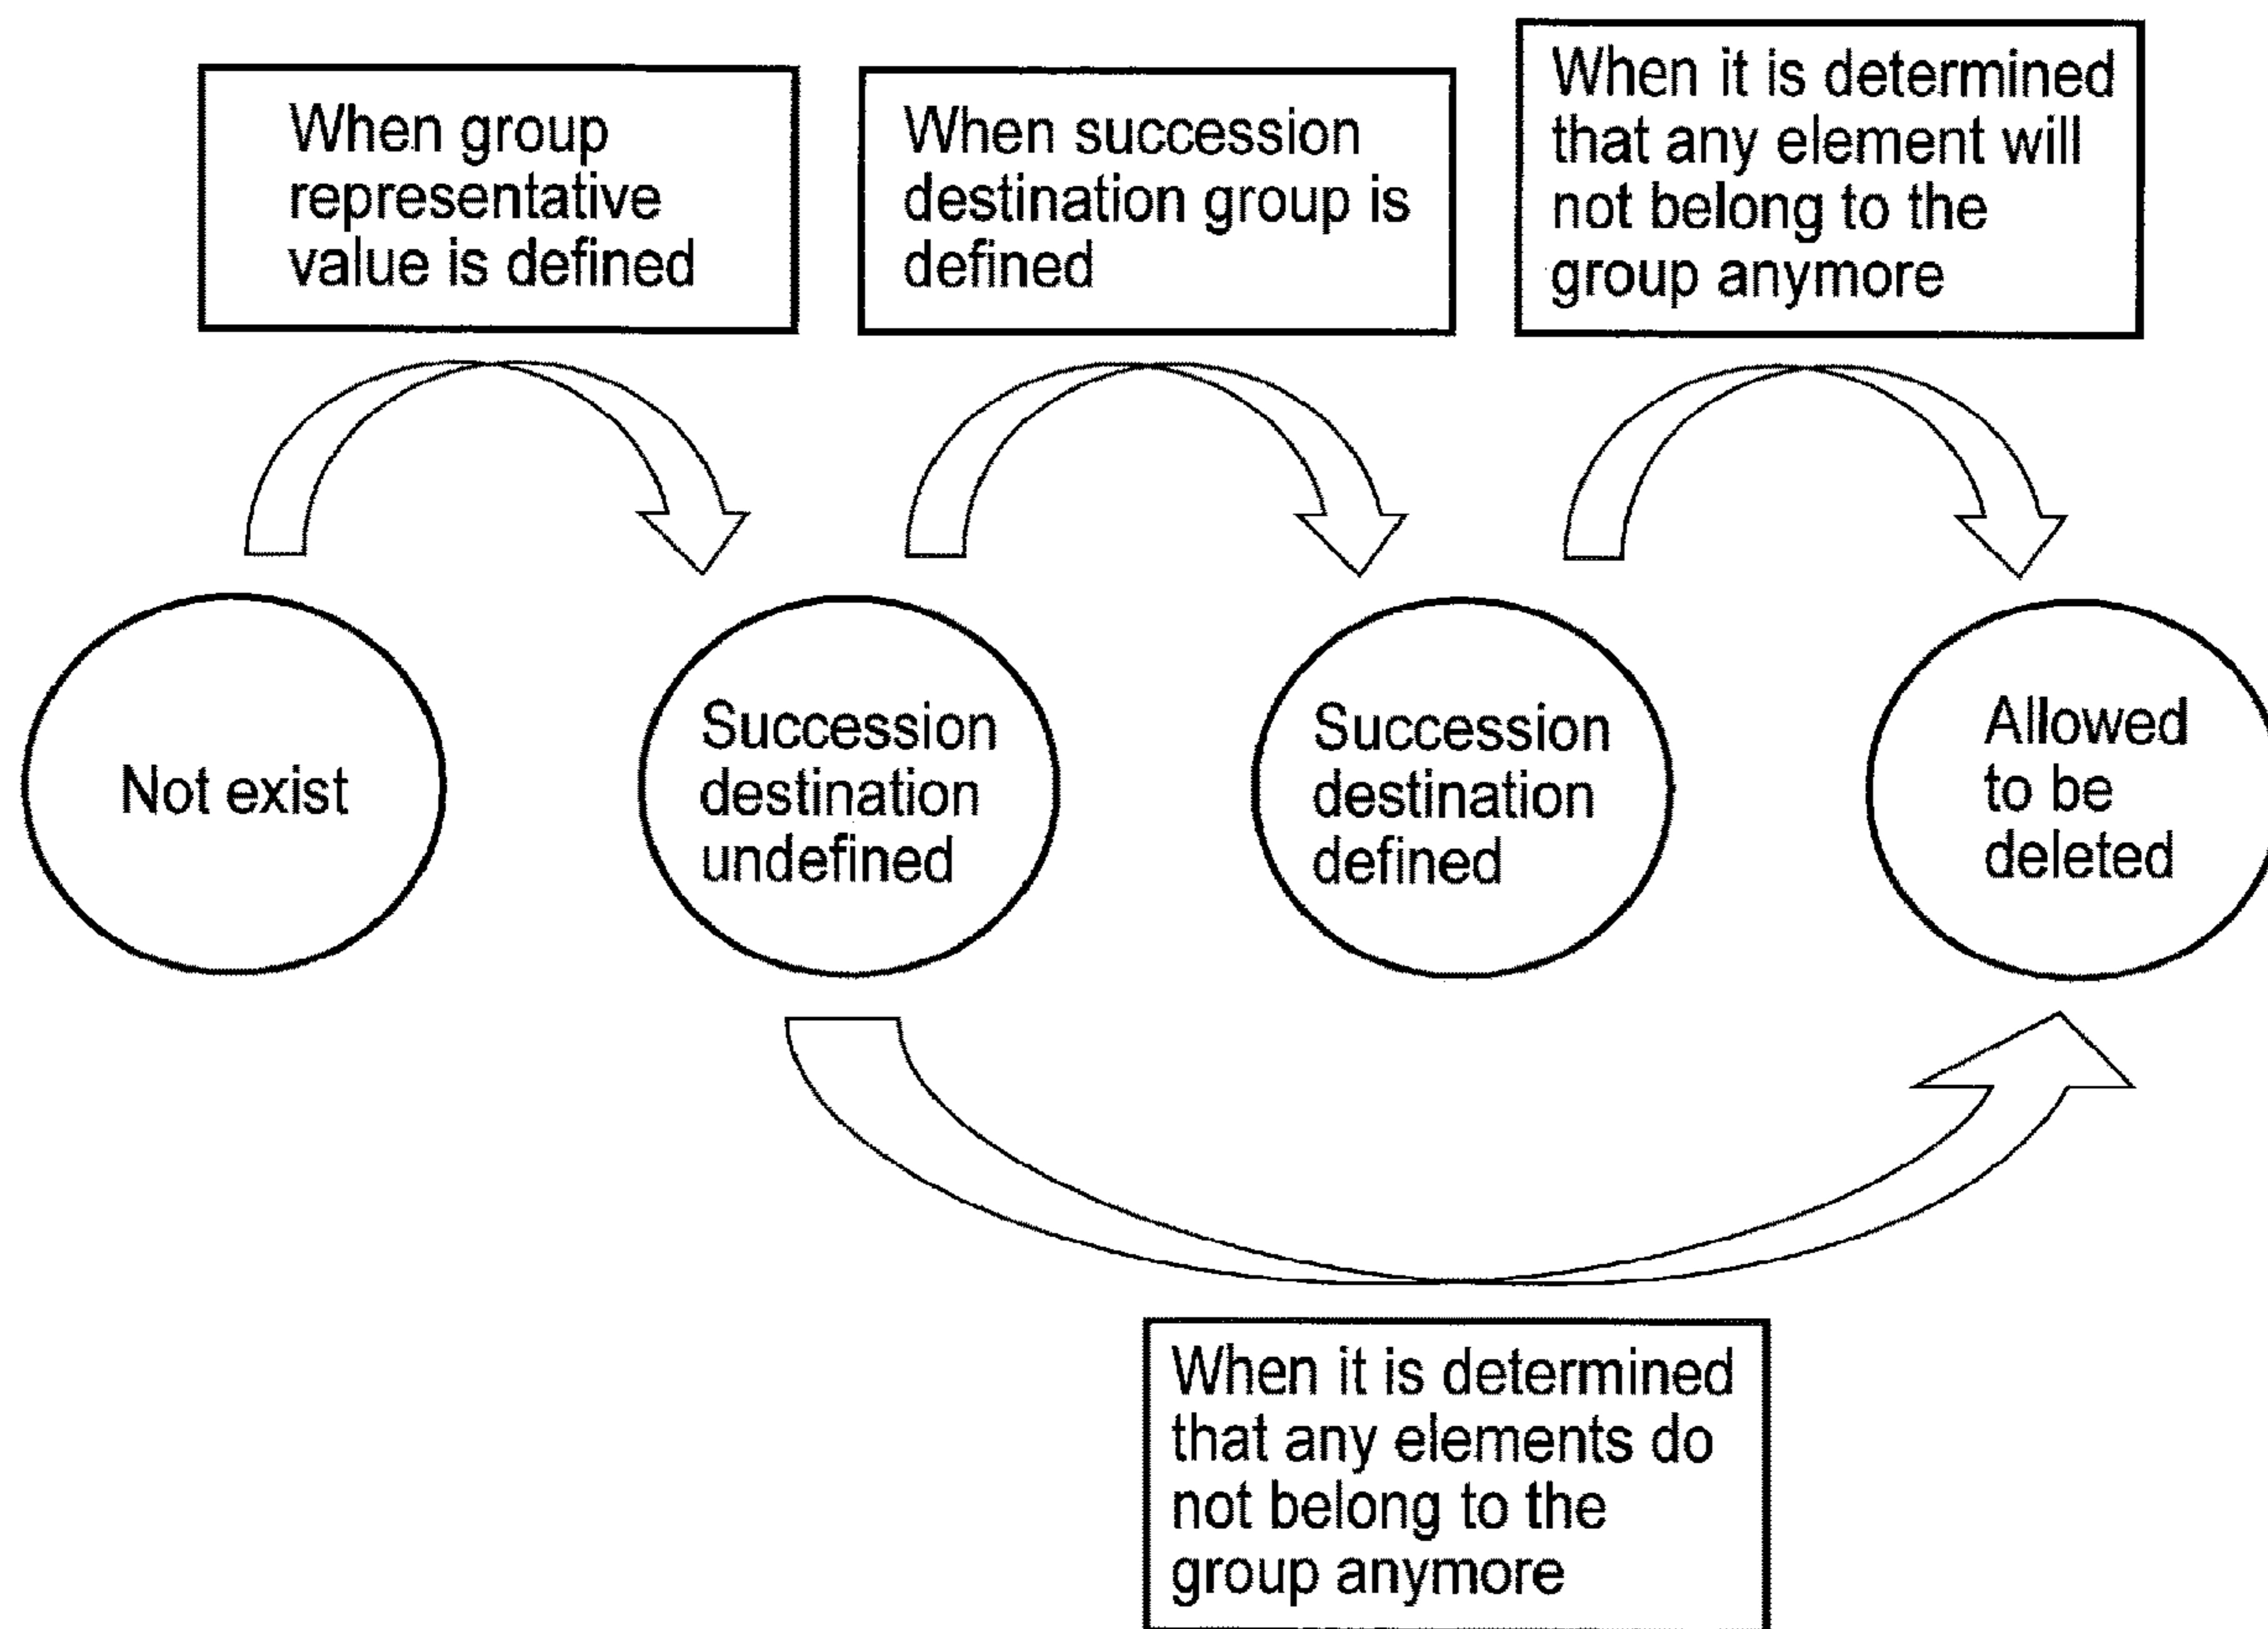 When group
representative
value is defined
When succession
destination group is
defined
When it is determined
that any element will
not belong to the
group anymore
Not exist
Succession
destination
undefined
Succession
destination
defined
Allowed
to be
deleted
When it is determined
that any elements do
not belong to the
group anymore